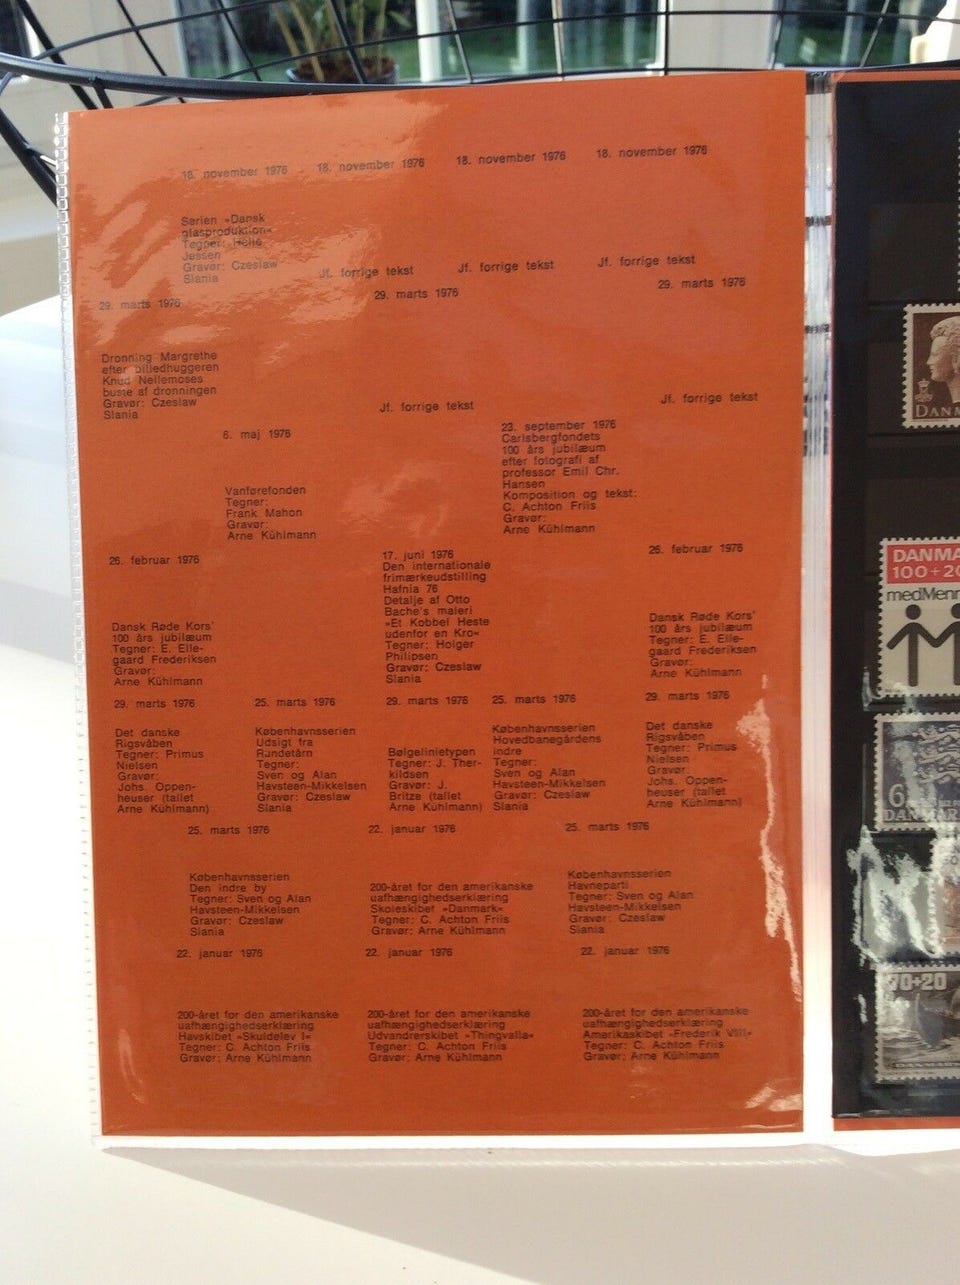 18. november 1976
18. november 1976
18. november 1976
18. november 1976
Serien »Dansk
glasproduktion«
Tegner: Helle
Jessen
Gravør: Czeslaw
Slania
Jf. forrige tekst
Jf. forrige tekst
Jf. forrige tekst
29. marts 1976
29. marts 1976
29. marts 1976
Dronning Margrethe
efter billedhuggeren
Knud Nellemoses
buste af dronningen
Gravør: Czeslaw
Slania
Jf. forrige tekst
Jf. forrige tekst
6. maj 1976
Vanførefonden
Tegner:
Frank Mahon
Gravør:
Arne Kühlmann
23. september 1976
Carlsbergfondets
100 års jubilæum
efter fotografi af
professor Emil Chr.
Hansen
Komposition og tekst:
C. Achton Friis
Gravør:
Arne Kühlmann
26. februar 1976
Dansk Røde Kors'
100 års jubilæum
Tegner: E. Elle-
gaard Frederiksen
Gravør:
Arne Kühlmann
17. juni 1976
Den internationale
frimærkeudstilling
Hafnia 76
Detalje af Otto
Bache's maleri
»Et Kobbel Heste
udenfor en Kro«
Tegner: Holger
Philipsen
Gravør: Czeslaw
Slania
26. februar 1976
Dansk Røde Kors'
100 års jubilæum
Tegner: E. Elle-
gaard Frederiksen
Gravør:
Arne Kühlmann
29. marts 1976
Det danske
Rigsvåben
Tegner: Primus
Nielsen
Gravør:
Johs. Oppen-
heuser (tallet
Arne Kühlmann)
25. marts 1976
Københavnsserien
Udsigt fra
Rundetårn
Tegner:
Sven og Alan
Havsteen-Mikkelsen
Gravør: Czeslaw
Slania
29. marts 1976
Bølgelinietypen
Tegner: J. Ther-
kildsen
Gravør: J.
Britze (tallet
Arne Kühlmann)
25. marts 1976
Københavnsserien
Hovedbanegårdens
indre
Tegner:
Sven og Alan
Havsteen-Mikkelsen
Gravør: Czeslaw
Slania
29. marts 1976
Det danske
Rigsvåben
Tegner: Primus
Nielsen
Gravør:
Johs. Oppen-
heuser (tallet
Arne Kühlmann)
25. marts 1976
Københavnsserien
Den indre by
Tegner: Sven og Alan
Havsteen-Mikkelsen
Gravør: Czeslaw
Slania
22. januar 1976
200-året for den amerikanske
uafhængighedserklæring
Skoleskibet »Danmark«
Tegner: C. Achton Friis
Gravør: Arne Kühlmann
25. marts 1976
Københavnsserien
Havneparti
Tegner: Sven og Alan
Havsteen-Mikkelsen
Gravør: Czeslaw
Slania
22. januar 1976
200-året for den amerikanske
uafhængighedserklæring
Havskibet »Skuldelev I«
Tegner: C. Achton Friis
Gravør: Arne Kühlmann
22. januar 1976
200-året for den amerikanske
uafhængighedserklæring
Udvandrerskibet »Thingvalla«
Tegner: C. Achton Friis
Gravør: Arne Kühlmann
22. januar 1976
200-året for den amerikanske
uafhængighedserklæring
Amerikaskibet »Frederik VIII«
Tegner: C. Achton Friis
Gravør: Arne Kühlmann
DANM
DANMA
100+20
medMenn
6
DANMAR
70+20
DANMAR